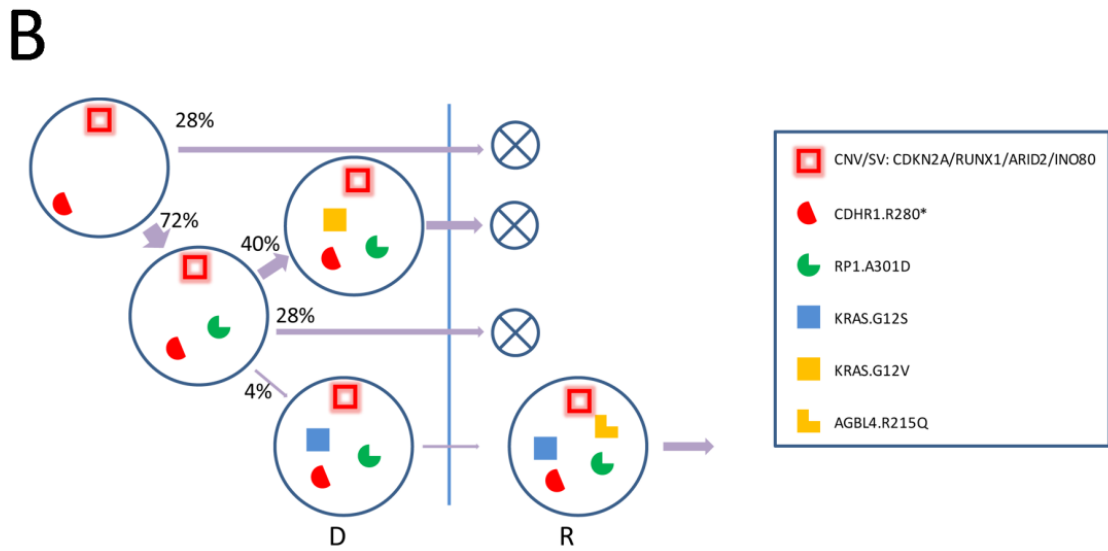 B
28%
72%
40%
28%
4%
D
R
CNV/SV: CDKN2A/RUNX1/ARID2/INO80
CDHR1.R280*
RP1.A301D
KRAS.G12S
KRAS.G12V
AGBL4.R215Q